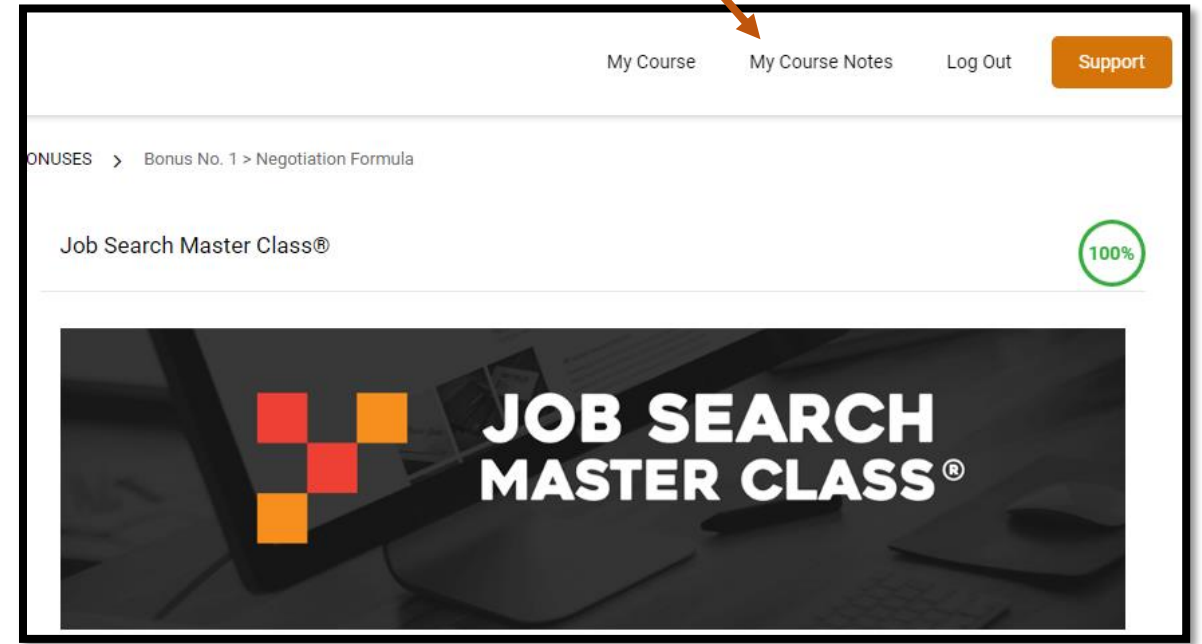 My Course My Course Notes Log Out Support
ONUSES > Bonus No. 1 > Negotiation Formula
Job Search Master Class®
100%
JOB SEARCH
MASTER CLASS®